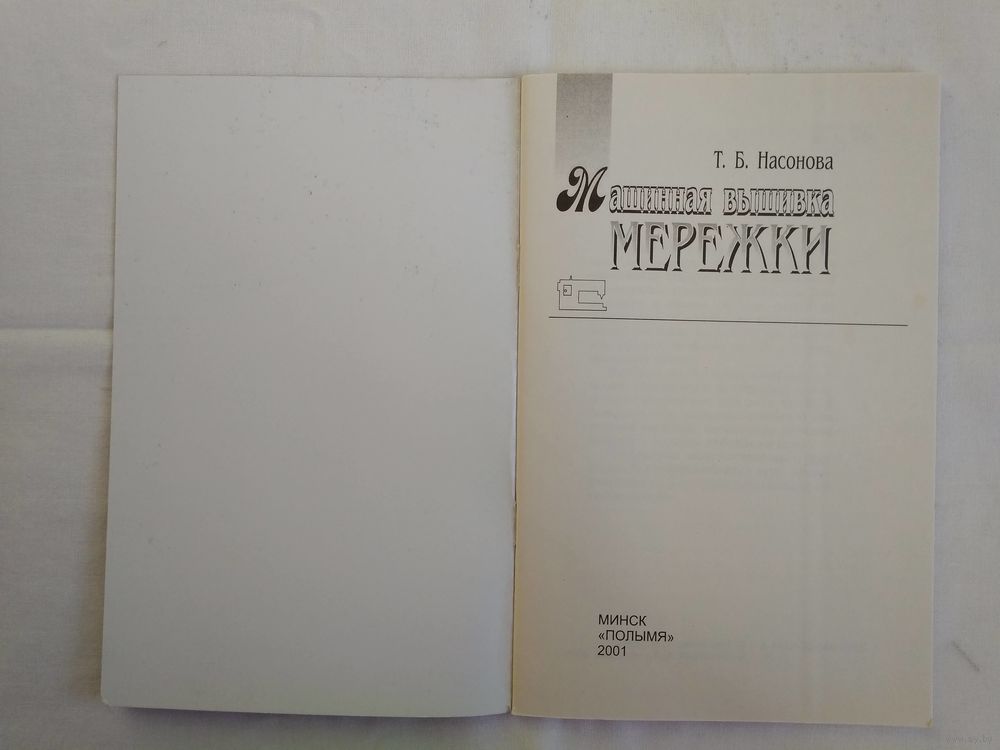 Т. Б. Насонова
Машинная вышивка
МЕРЕЖКИ
МИНСК
«ПОЛЫМЯ»
2001